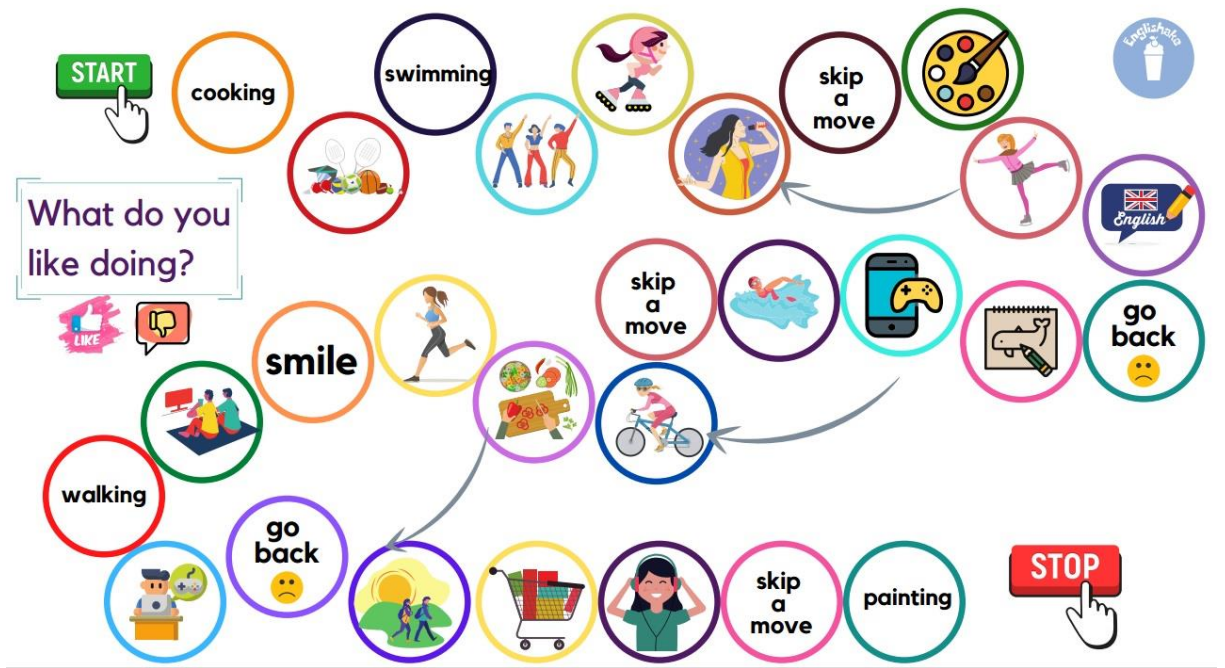 START
cooking
swimming
skip
a
move
Englishake
English
What do you
like doing?
LIKE
skip
a
move
go
back
smile
walking
go
back
skip
a
move
painting
STOP